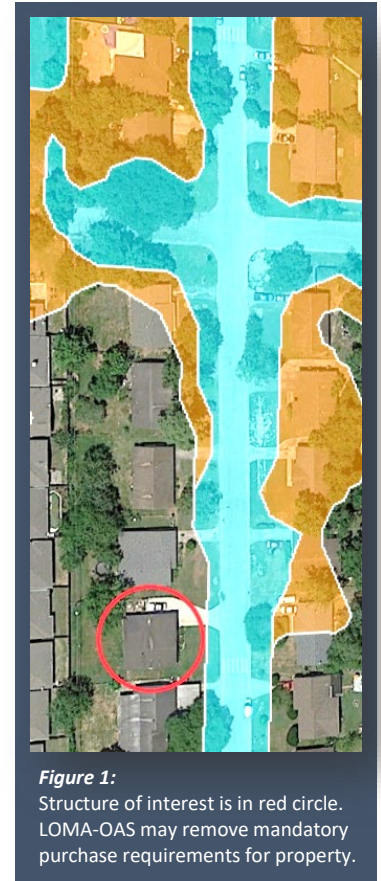 Figure 1:
Structure of interest is in red circle.
LOMA-OAS may remove mandatory
purchase requirements for property.